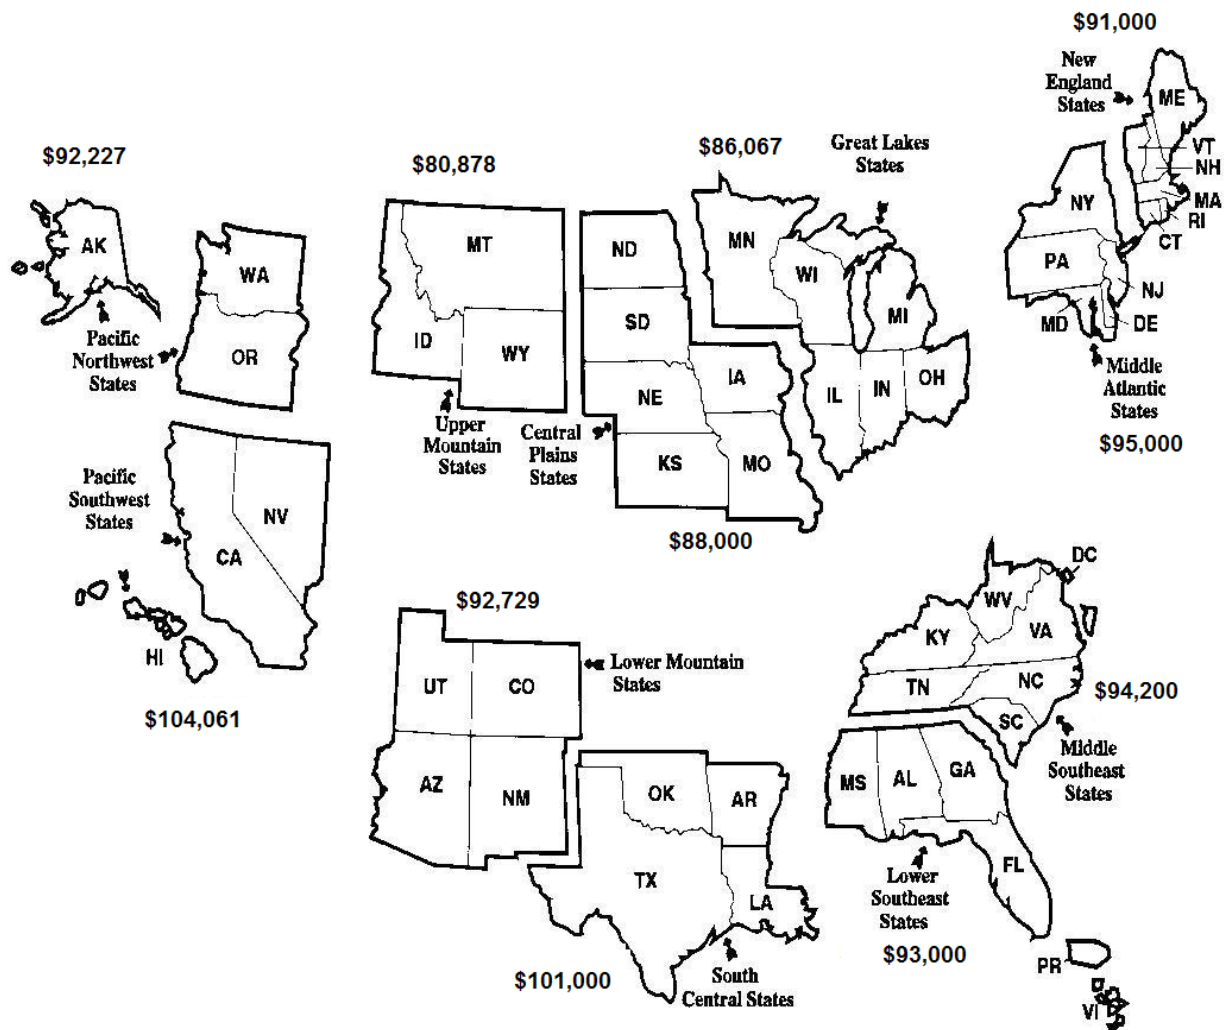 $91,000
New
England
States
ME
VT
NH
MA
RI
CT
$92,227
AK
WA
OR
Pacific
Northwest
States
$80,878
MT
ID
WY
Upper
Mountain
States
$86,067
Great Lakes
States
MN
WI
MI
IL
IN
OH
ND
SD
NE
IA
KS
MO
Central
Plains
States
$88,000
NY
PA
NJ
MD
DE
Middle
Atlantic
States
$95,000
Pacific
Southwest
States
NV
CA
HI
$104,061
$92,729
Lower Mountain
States
UT
CO
AZ
NM
DC
WV
KY
VA
TN
NC
SC
$94,200
Middle
Southeast
States
OK
AR
TX
LA
$101,000
South
Central States
MS
AL
GA
FL
Lower
Southeast
States
$93,000
PR
VI